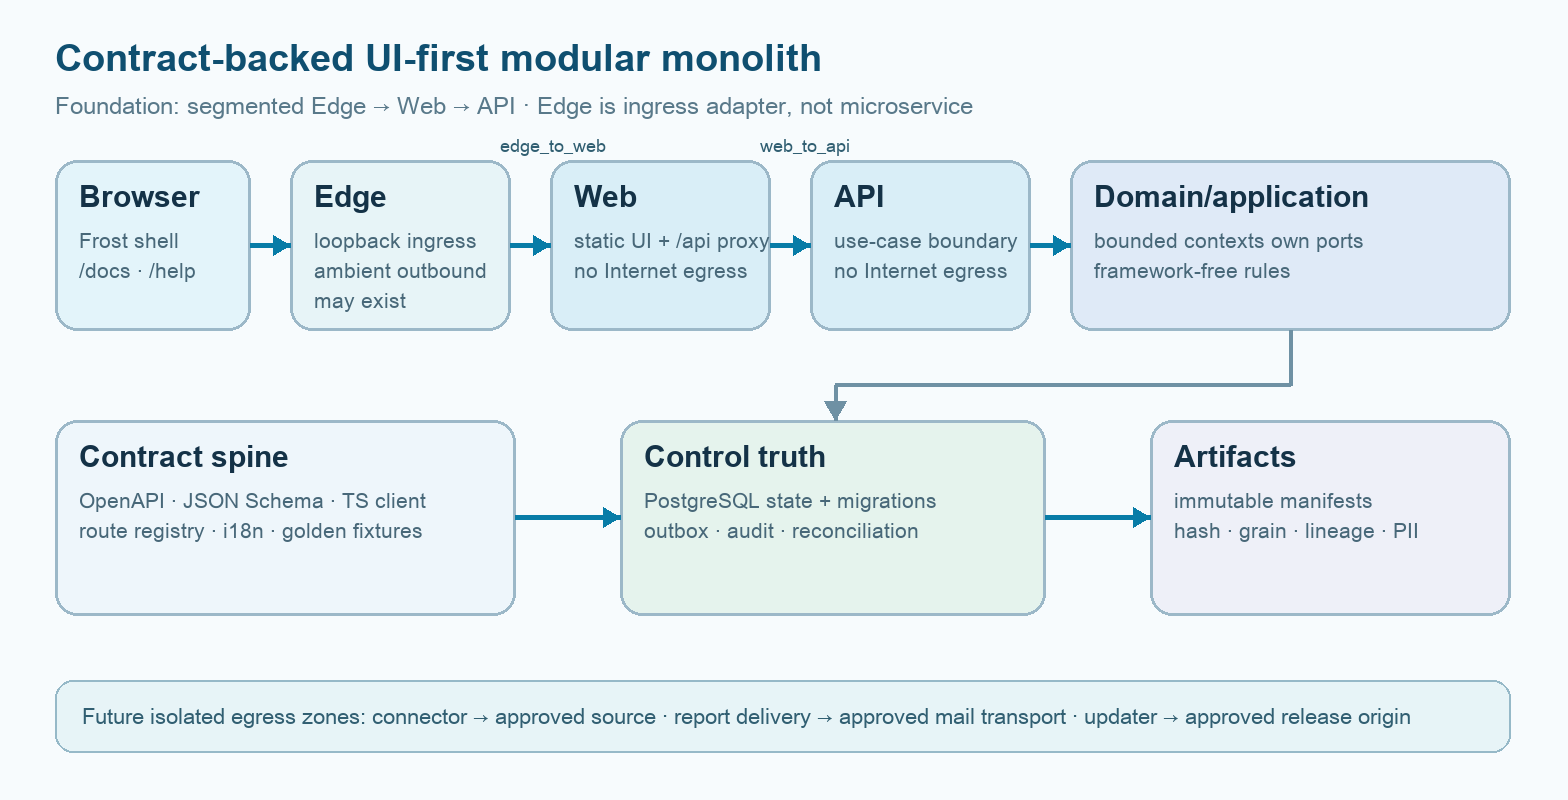 Contract-backed UI-first modular monolith
Foundation: segmented Edge → Web → API · Edge is ingress adapter, not microservice
edge_to_web
web_to_api
Browser
Frost shell
/docs · /help
Edge
loopback ingress
ambient outbound
may exist
Web
static UI + /api proxy
no Internet egress
API
use-case boundary
no Internet egress
Domain/application
bounded contexts own ports
framework-free rules
Contract spine
OpenAPI · JSON Schema · TS client
route registry · i18n · golden fixtures
Control truth
PostgreSQL state + migrations
outbox · audit · reconciliation
Artifacts
immutable manifests
hash · grain · lineage · PII
Future isolated egress zones: connector → approved source · report delivery → approved mail transport · updater → approved release origin